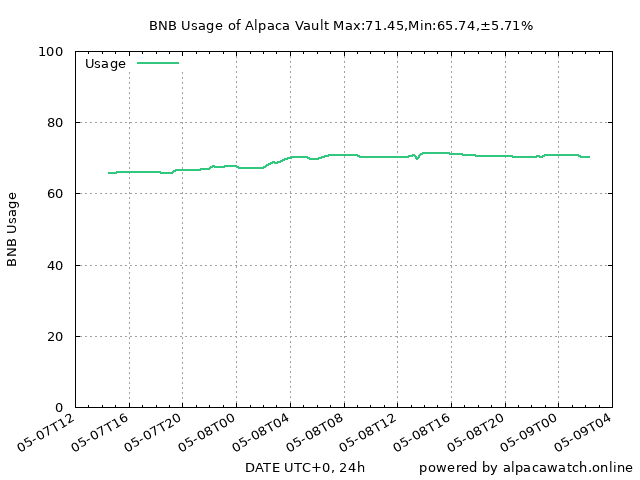 BNB Usage of Alpaca Vault Max:71.45,Min:65.74,±5.71%
100
Usage
80
60
40
20
0
BNB Usage
05-07T12
05-07T16
05-07T20
05-08T00
05-08T04
05-08T08
05-08T12
05-08T16
05-08T20
05-09T00
05-09T04
DATE UTC+0, 24h
powered by alpacawatch.online